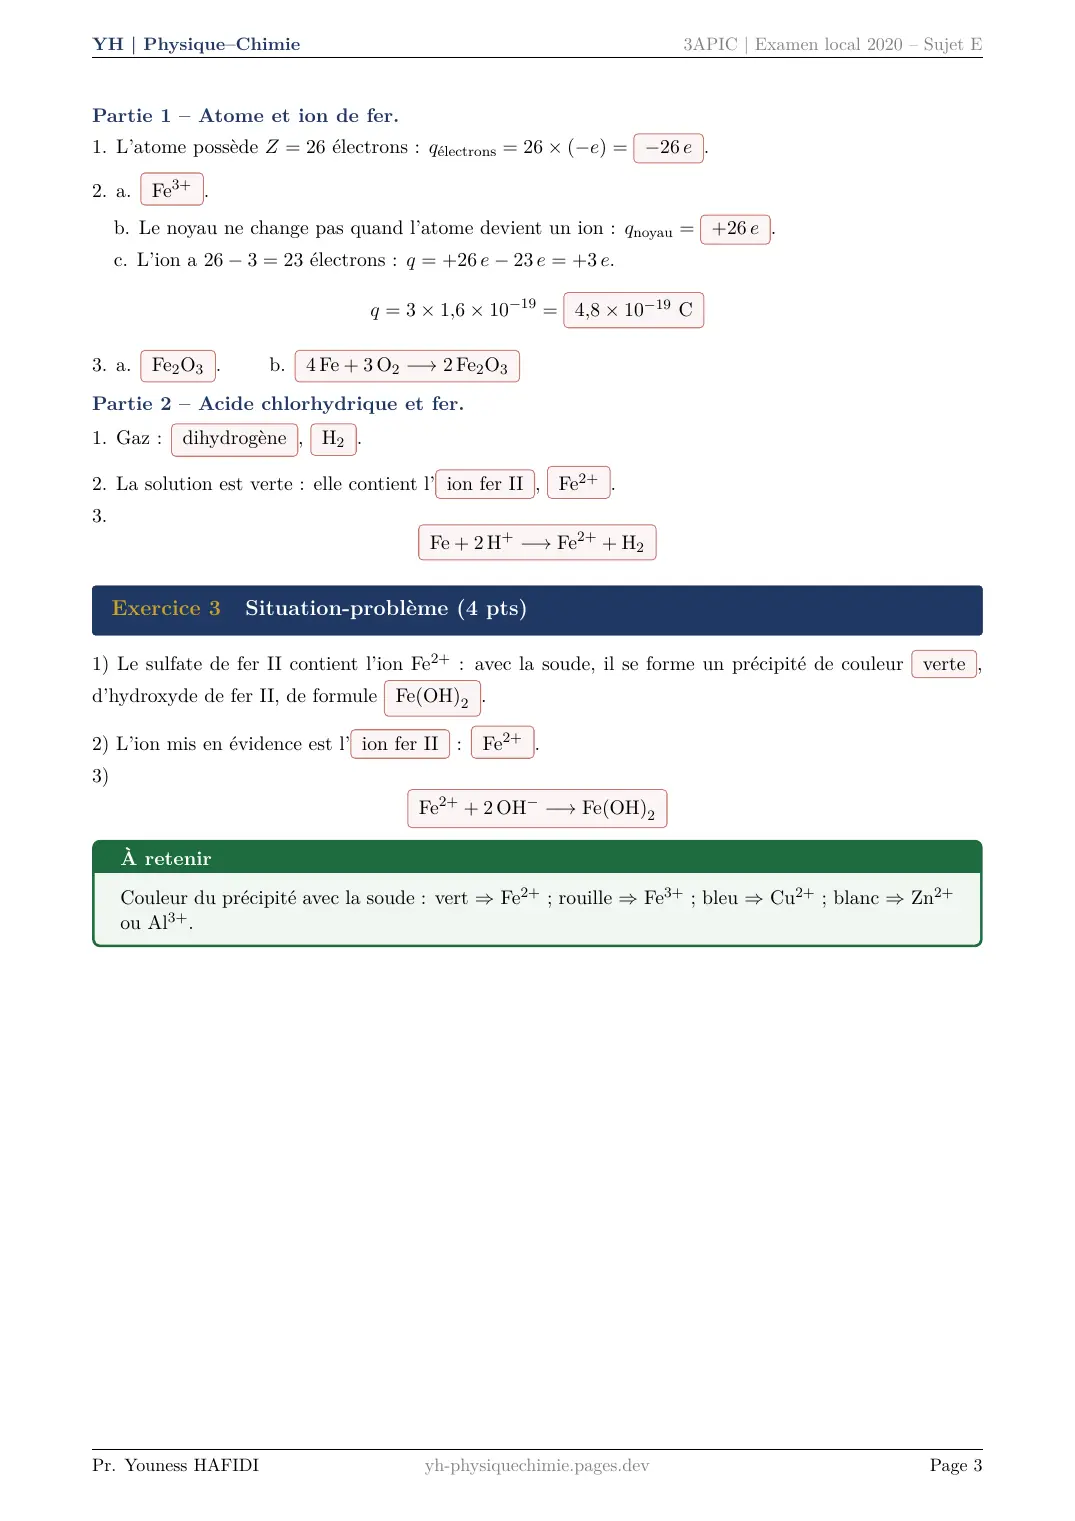 YH | Physique–Chimie
3APIC | Examen local 2020 – Sujet E
Partie 1 – Atome et ion de fer.
1. L'atome possède Z = 26 électrons : qélectrons = 26 × (−e) = −26 e .
2. a. Fe³⁺ .
b. Le noyau ne change pas quand l'atome devient un ion : qnoyau = +26 e .
c. L'ion a 26 − 3 = 23 électrons : q = +26 e − 23 e = +3 e.
q = 3 × 1,6 × 10⁻¹⁹ = 4,8 × 10⁻¹⁹ C
3. a. Fe₂O₃ . b. 4 Fe + 3 O₂ ⟶ 2 Fe₂O₃
Partie 2 – Acide chlorhydrique et fer.
1. Gaz : dihydrogène , H₂ .
2. La solution est verte : elle contient l' ion fer II , Fe²⁺ .
3.
Fe + 2 H⁺ ⟶ Fe²⁺ + H₂
Exercice 3 Situation-problème (4 pts)
1) Le sulfate de fer II contient l'ion Fe²⁺ : avec la soude, il se forme un précipité de couleur verte ,
d'hydroxyde de fer II, de formule Fe(OH)₂ .
2) L'ion mis en évidence est l' ion fer II : Fe²⁺ .
3)
Fe²⁺ + 2 OH⁻ ⟶ Fe(OH)₂
À retenir
Couleur du précipité avec la soude : vert ⇒ Fe²⁺ ; rouille ⇒ Fe³⁺ ; bleu ⇒ Cu²⁺ ; blanc ⇒ Zn²⁺
ou Al³⁺.
Pr. Youness HAFIDI
yh-physiquechimie.pages.dev
Page 3